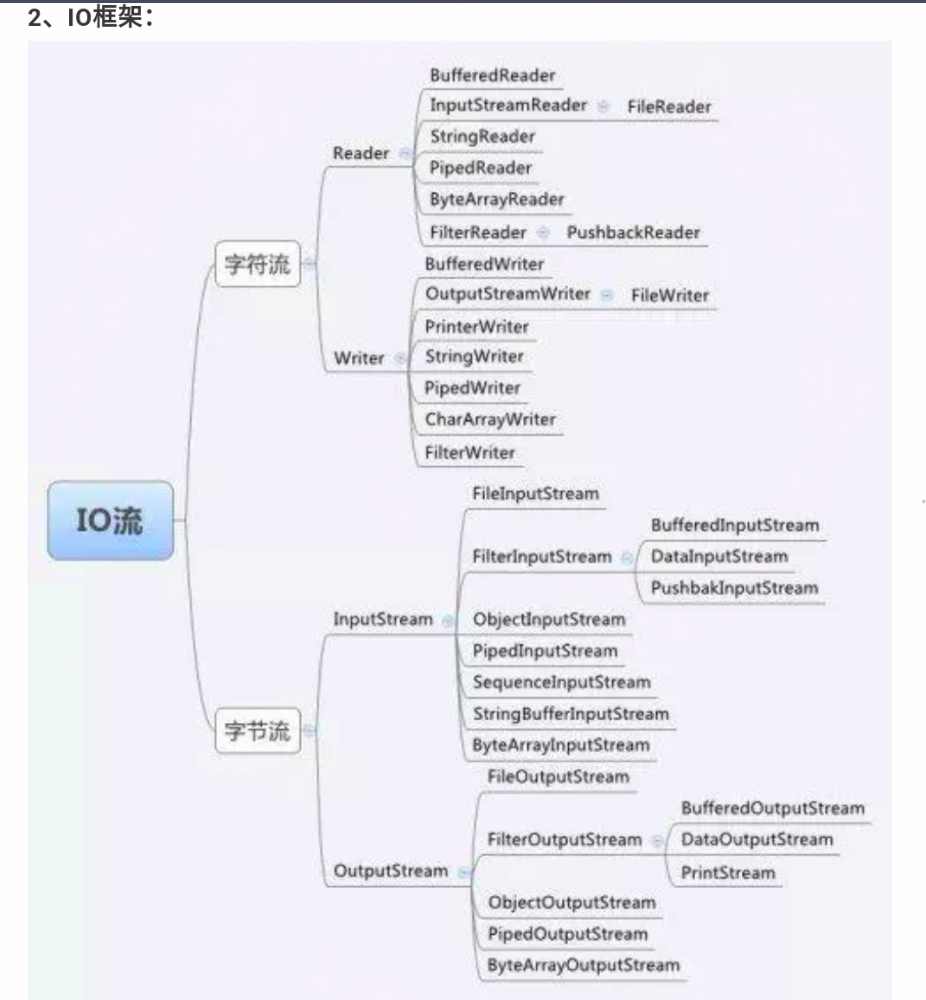 2、IO框架：
BufferedReader
InputStreamReader FileReader
StringReader
Reader
PipedReader
ByteArrayReader
FilterReader PushbackReader
字符流
BufferedWriter
OutputStreamWriter FileWriter
PrinterWriter
Writer
StringWriter
PipedWriter
CharArrayWriter
FilterWriter
IO流
FileInputStream
BufferedInputStream
FilterInputStream
DataInputStream
PushbakInputStream
InputStream
ObjectInputStream
PipedInputStream
SequenceInputStream
StringBufferInputStream
字节流
ByteArrayInputStream
FileOutputStream
BufferedOutputStream
FilterOutputStream
DataOutputStream
PrintStream
OutputStream
ObjectOutputStream
PipedOutputStream
ByteArrayOutputStream